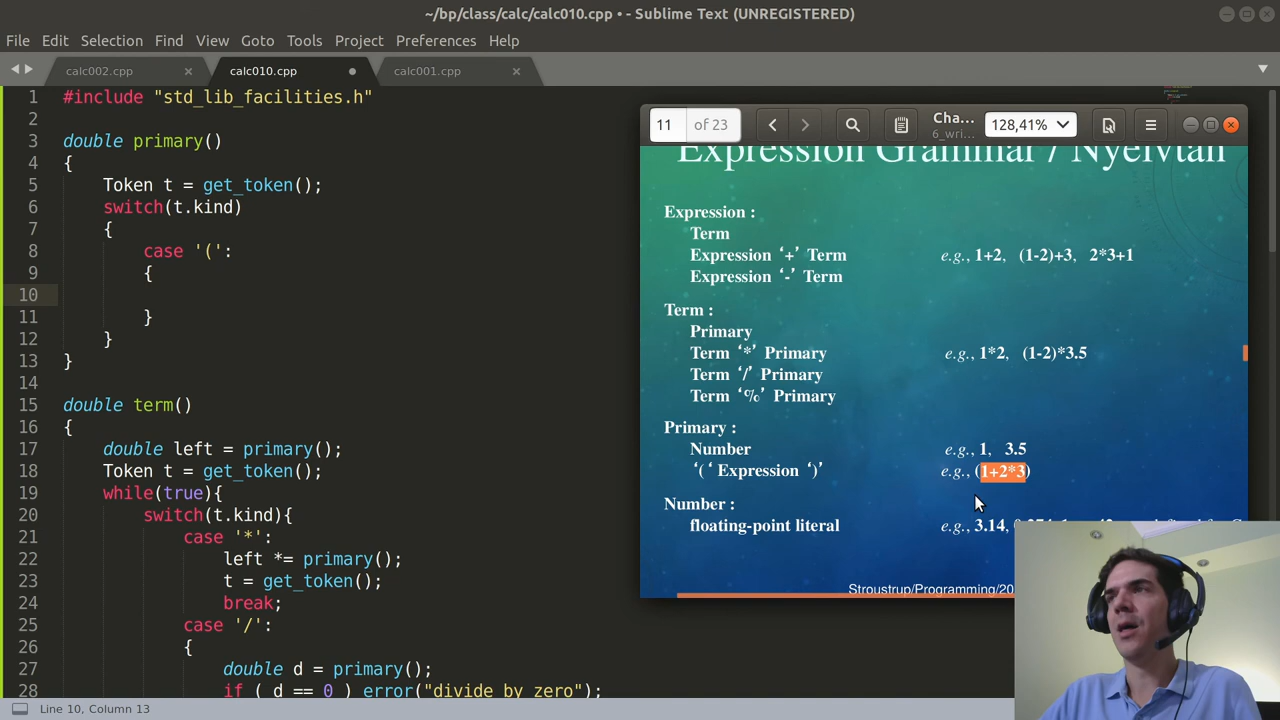 ~/bp/class/calc/calc010.cpp • - Sublime Text (UNREGISTERED)
File Edit Selection Find View Goto Tools Project Preferences Help
calc002.cpp × calc010.cpp calc001.cpp ×
1 #include "std_lib_facilities.h"
2
3 double primary()
4 {
5 Token t = get_token();
6 switch(t.kind)
7 {
8 case '(':
9 {
10
11 }
12 }
13 }
14
15 double term()
16 {
17 double left = primary();
18 Token t = get_token();
19 while(true){
20 switch(t.kind){
21 case '*':
22 left *= primary();
23 t = get_token();
24 break;
25 case '/':
26 {
27 double d = primary();
28 if ( d == 0 ) error("divide by zero");
Line 10, Column 13
11 of 23 Cha... 6_wri... 128,41%
Expression Grammar / Nyelvtan
Expression :
Term
Expression ‘+’ Term e.g., 1+2, (1-2)+3, 2*3+1
Expression ‘-’ Term
Term :
Primary
Term ‘*’ Primary e.g., 1*2, (1-2)*3.5
Term ‘/’ Primary
Term ‘%’ Primary
Primary :
Number e.g., 1, 3.5
‘(‘ Expression ‘)’ e.g., (1+2*3)
Number :
floating-point literal e.g., 3.14,
Stroustrup/Programming/20